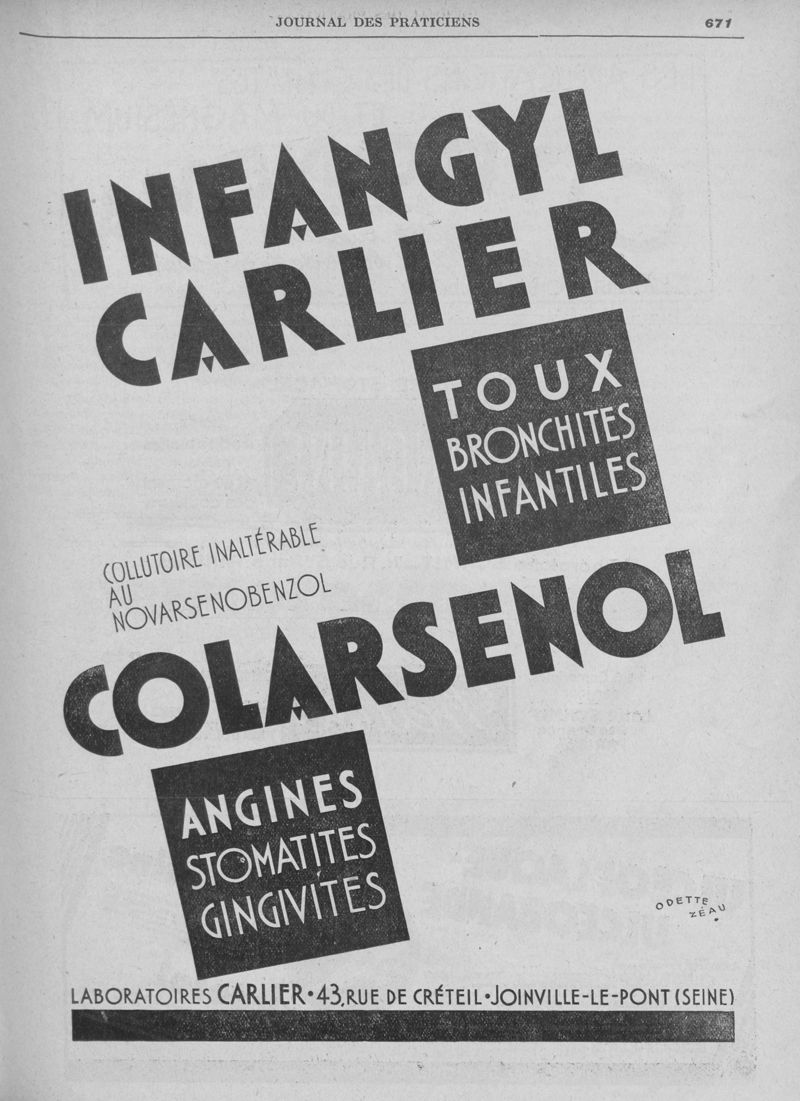 JOURNAL DES PRATICIENS
671
INFANGYL
CARLIER
TOUX
BRONCHITES
INFANTILES
COLLUTOIRE INALTÉRABLE
AU
NOVARSENOBENZOL
COLARSENOL
ANGINES
STOMATITES
GINGIVITES
ODETTE
ZÉAU
LABORATOIRES CARLIER • 43, RUE DE CRÉTEIL • JOINVILLE-LE-PONT (SEINE)